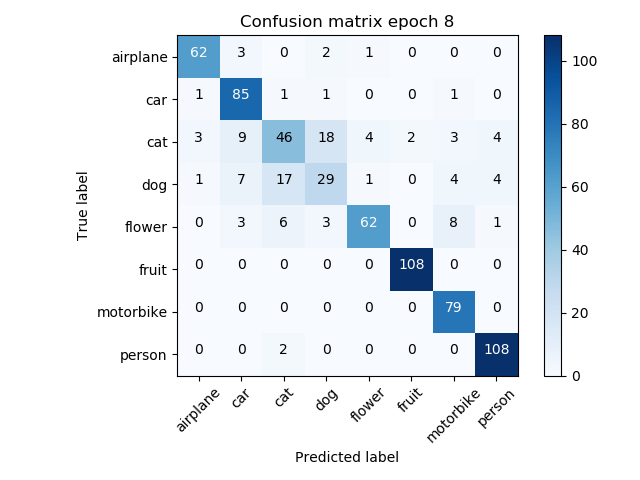 Confusion matrix epoch 8
True label
airplane 62 3 0 2 1 0 0 0
car 1 85 1 1 0 0 1 0
cat 3 9 46 18 4 2 3 4
dog 1 7 17 29 1 0 4 4
flower 0 3 6 3 62 0 8 1
fruit 0 0 0 0 0 108 0 0
motorbike 0 0 0 0 0 0 79 0
person 0 0 2 0 0 0 0 108
airplane car cat dog flower fruit motorbike person
Predicted label
100
80
60
40
20
0